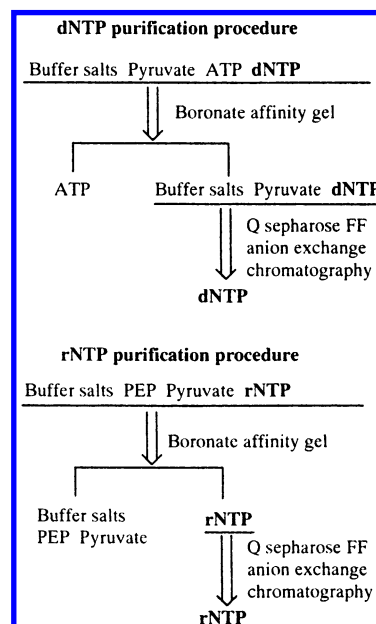 dNTP purification procedure
Buffer salts Pyruvate ATP dNTP
Boronate affinity gel
ATP
Buffer salts Pyruvate dNTP
Q sepharose FF
anion exchange
chromatography
dNTP
rNTP purification procedure
Buffer salts PEP Pyruvate rNTP
Boronate affinity gel
Buffer salts
PEP Pyruvate
rNTP
Q sepharose FF
anion exchange
chromatography
rNTP